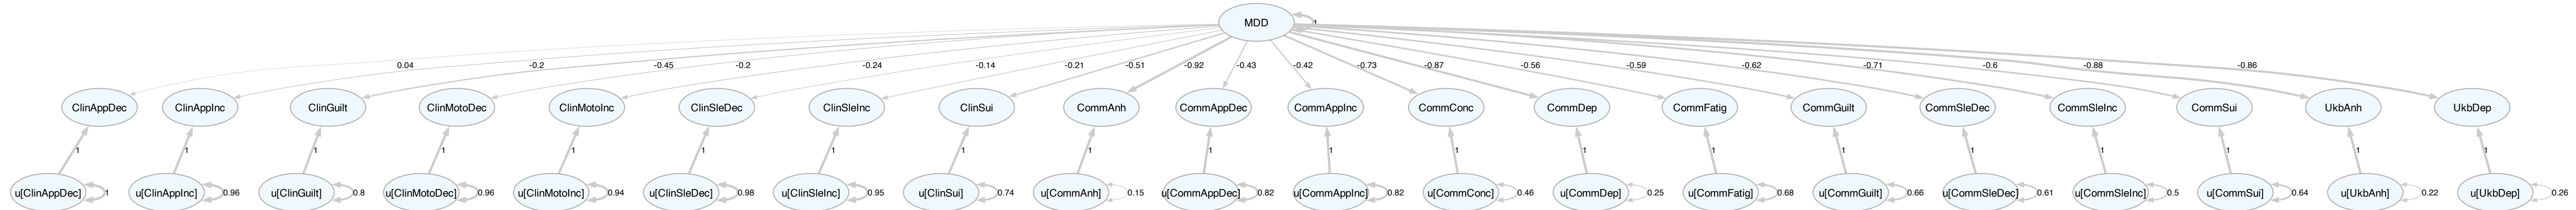 MDD
1
0.04 -0.2 -0.45 -0.2 -0.24 -0.14 -0.21 -0.51 -0.92 -0.43 -0.42 -0.73 -0.87 -0.56 -0.59 -0.62 -0.71 -0.6 -0.88 -0.86
ClinAppDec ClinAppInc ClinGuilt ClinMotoDec ClinMotoInc ClinSleDec ClinSleInc ClinSui CommAnh CommAppDec CommAppInc CommConc CommDep CommFatig CommGuilt CommSleDec CommSleInc CommSui UkbAnh UkbDep
1 1 1 1 1 1 1 1 1 1 1 1 1 1 1 1 1 1 1 1
u[ClinAppDec] 1 u[ClinAppInc] 0.96 u[ClinGuilt] 0.8 u[ClinMotoDec] 0.96 u[ClinMotoInc] 0.94 u[ClinSleDec] 0.98 u[ClinSleInc] 0.95 u[ClinSui] 0.74 u[CommAnh] 0.15 u[CommAppDec] 0.82 u[CommAppInc] 0.82 u[CommConc] 0.46 u[CommDep] 0.25 u[CommFatig] 0.68 u[CommGuilt] 0.66 u[CommSleDec] 0.61 u[CommSleInc] 0.5 u[CommSui] 0.64 u[UkbAnh] 0.22 u[UkbDep] 0.26